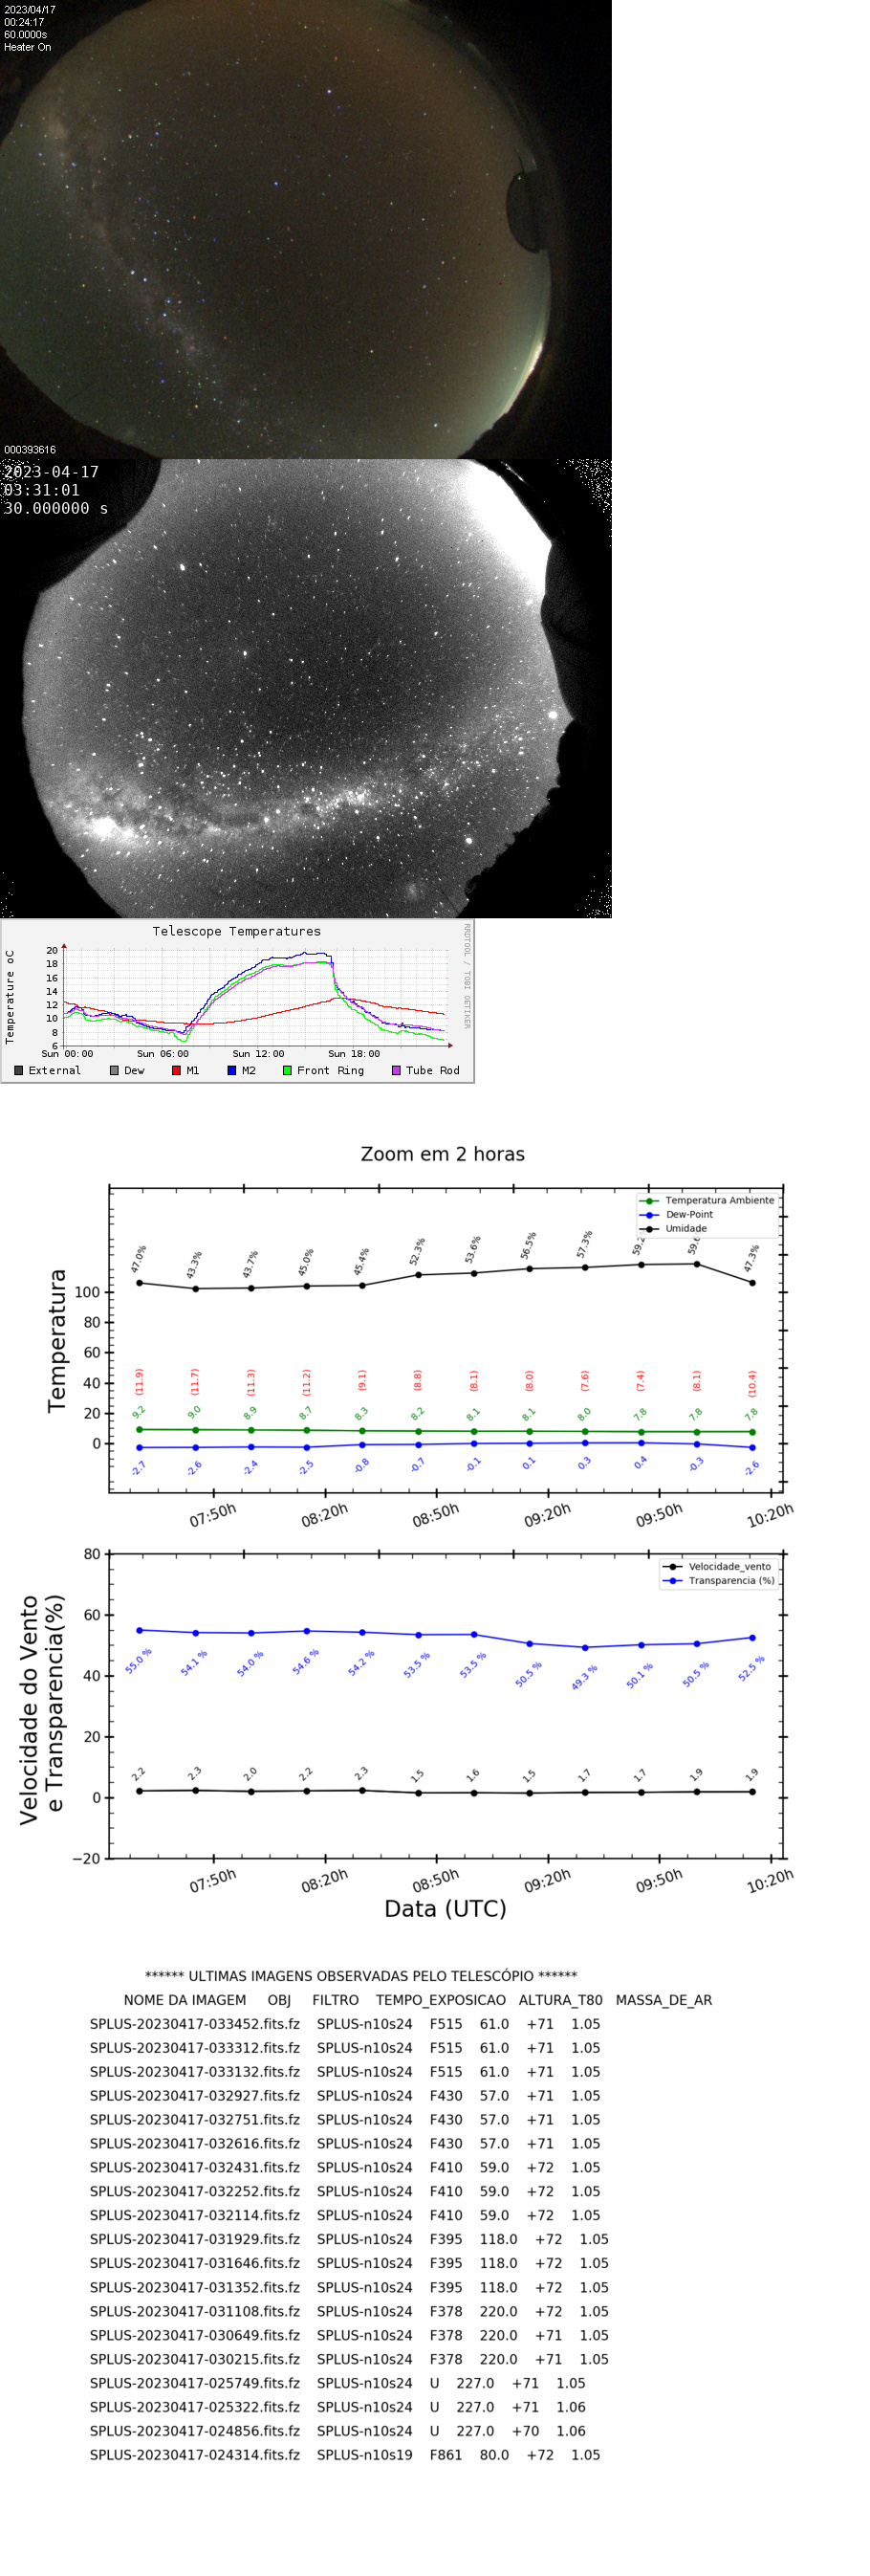 2023/04/17
00:24:17
60.0000s
Heater On
000393616
2023-04-17
03:31:01
30.000000 s
Telescope Temperatures
RRDTOOL / TOBI OETIKER
Temperature oC
20
18
16
14
12
10
8
6
Sun 00:00 Sun 06:00 Sun 12:00 Sun 18:00
External Dew M1 M2 Front Ring Tube Rod
Zoom em 2 horas
Temperatura Ambiente
Dew-Point
Umidade
47.0% 43.3% 43.7% 45.0% 45.4% 52.3% 53.6% 56.5% 57.3% 47.3%
Temperatura
100
80
60
40
20
0
(11.9) (11.7) (11.3) (11.2) (9.1) (8.8) (8.1) (8.0) (7.6) (7.4) (8.1) (10.4)
9.2 9.0 8.9 8.7 8.3 8.2 8.1 8.1 8.0 7.8 7.8 7.8
-2.7 -2.6 -2.4 -2.5 -0.8 -0.7 -0.1 0.1 0.3 0.4 -0.3 -2.6
07:50h 08:20h 08:50h 09:20h 09:50h 10:20h
Velocidade_vento
Transparencia (%)
Velocidade do Vento
e Transparencia(%)
80
60
40
20
0
−20
55.0 % 54.1 % 54.0 % 54.6 % 54.2 % 53.5 % 53.5 % 50.5 % 49.3 % 50.1 % 50.5 % 52.5 %
2.2 2.3 2.0 2.2 2.3 1.5 1.6 1.5 1.7 1.7 1.9 1.9
07:50h 08:20h 08:50h 09:20h 09:50h 10:20h
Data (UTC)
****** ULTIMAS IMAGENS OBSERVADAS PELO TELESCÓPIO ******
NOME DA IMAGEM OBJ FILTRO TEMPO_EXPOSICAO ALTURA_T80 MASSA_DE_AR
SPLUS-20230417-033452.fits.fz SPLUS-n10s24 F515 61.0 +71 1.05
SPLUS-20230417-033312.fits.fz SPLUS-n10s24 F515 61.0 +71 1.05
SPLUS-20230417-033132.fits.fz SPLUS-n10s24 F515 61.0 +71 1.05
SPLUS-20230417-032927.fits.fz SPLUS-n10s24 F430 57.0 +71 1.05
SPLUS-20230417-032751.fits.fz SPLUS-n10s24 F430 57.0 +71 1.05
SPLUS-20230417-032616.fits.fz SPLUS-n10s24 F430 57.0 +71 1.05
SPLUS-20230417-032431.fits.fz SPLUS-n10s24 F410 59.0 +72 1.05
SPLUS-20230417-032252.fits.fz SPLUS-n10s24 F410 59.0 +72 1.05
SPLUS-20230417-032114.fits.fz SPLUS-n10s24 F410 59.0 +72 1.05
SPLUS-20230417-031929.fits.fz SPLUS-n10s24 F395 118.0 +72 1.05
SPLUS-20230417-031646.fits.fz SPLUS-n10s24 F395 118.0 +72 1.05
SPLUS-20230417-031352.fits.fz SPLUS-n10s24 F395 118.0 +72 1.05
SPLUS-20230417-031108.fits.fz SPLUS-n10s24 F378 220.0 +72 1.05
SPLUS-20230417-030649.fits.fz SPLUS-n10s24 F378 220.0 +71 1.05
SPLUS-20230417-030215.fits.fz SPLUS-n10s24 F378 220.0 +71 1.05
SPLUS-20230417-025749.fits.fz SPLUS-n10s24 U 227.0 +71 1.05
SPLUS-20230417-025322.fits.fz SPLUS-n10s24 U 227.0 +71 1.06
SPLUS-20230417-024856.fits.fz SPLUS-n10s24 U 227.0 +70 1.06
SPLUS-20230417-024314.fits.fz SPLUS-n10s19 F861 80.0 +72 1.05